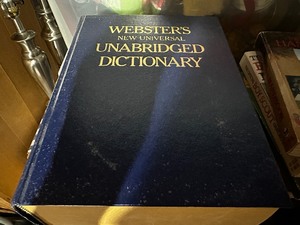 WEBSTER'S
NEW UNIVERSAL
UNABRIDGED
DICTIONARY